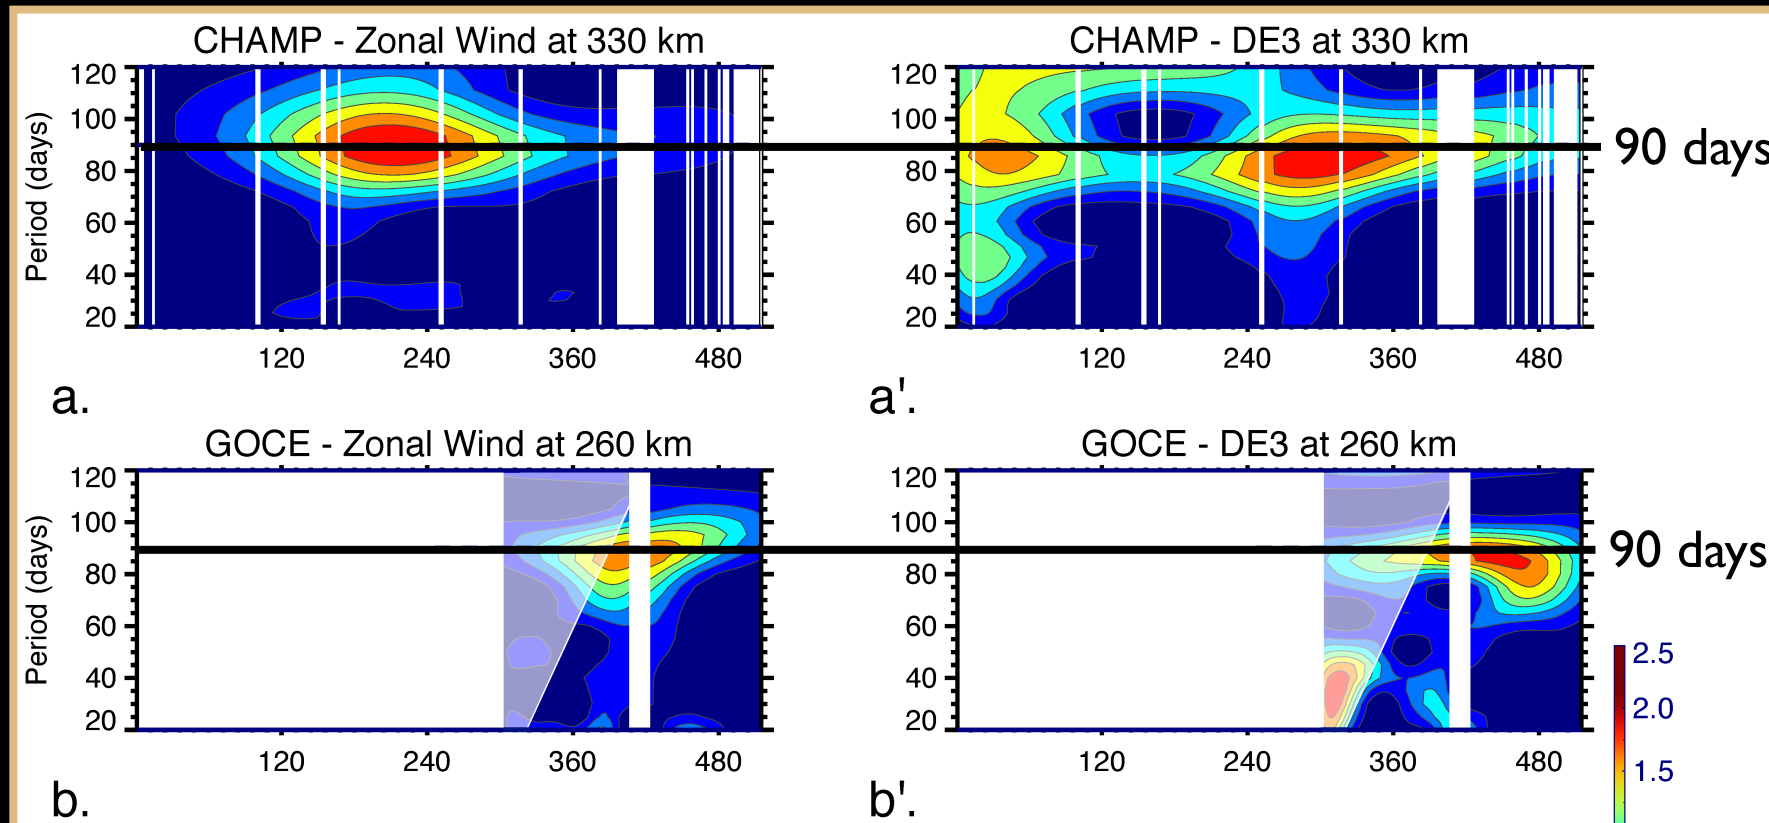 CHAMP - Zonal Wind at 330 km
CHAMP - DE3 at 330 km
Period (days)
120
100
80
60
40
20
120 240 360 480
120
100
80
60
40
20
120 240 360 480
90 days
a.
a'.
GOCE - Zonal Wind at 260 km
GOCE - DE3 at 260 km
Period (days)
120
100
80
60
40
20
120 240 360 480
120
100
80
60
40
20
120 240 360 480
90 days
2.5
2.0
1.5
b.
b'.